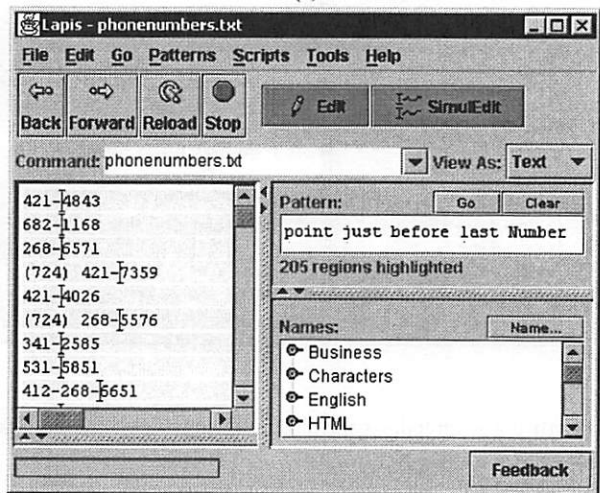 Lapis - phonenumbers.txt
File Edit Go Patterns Scripts Tools Help
Back Forward Reload Stop Edit SimulEdit
Command: phonenumbers.txt View As: Text
421-4843
682-1168
268-6571
(724) 421-7359
421-4026
(724) 268-5576
341-2585
531-5851
412-268-6651
Pattern: Go Clear
point just before last Number
205 regions highlighted
Names: Name...
Business
Characters
English
HTML
Feedback